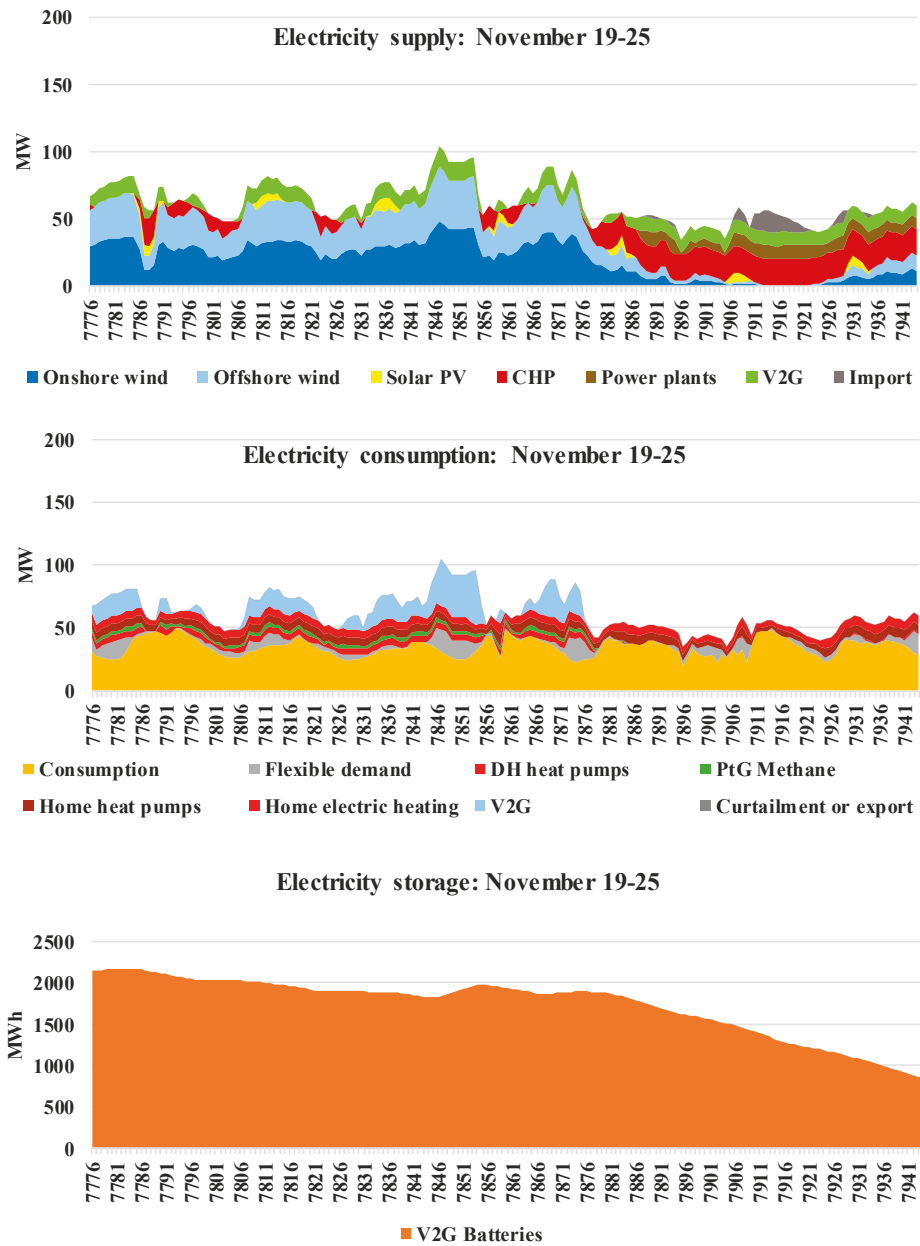 Electricity supply: November 19-25
200
150
100
50
0
MW
7776 7781 7786 7791 7796 7801 7806 7811 7816 7821 7826 7831 7836 7841 7846 7851 7856 7861 7866 7871 7876 7881 7886 7891 7896 7901 7906 7911 7916 7921 7926 7931 7936 7941
Onshore wind Offshore wind Solar PV CHP Power plants V2G Import
Electricity consumption: November 19-25
200
150
100
50
0
MW
7776 7781 7786 7791 7796 7801 7806 7811 7816 7821 7826 7831 7836 7841 7846 7851 7856 7861 7866 7871 7876 7881 7886 7891 7896 7901 7906 7911 7916 7921 7926 7931 7936 7941
Consumption Flexible demand DH heat pumps PtG Methane
Home heat pumps Home electric heating V2G Curtailment or export
Electricity storage: November 19-25
2500
2000
1500
1000
500
0
MWh
7776 7781 7786 7791 7796 7801 7806 7811 7816 7821 7826 7831 7836 7841 7846 7851 7856 7861 7866 7871 7876 7881 7886 7891 7896 7901 7906 7911 7916 7921 7926 7931 7936 7941
V2G Batteries